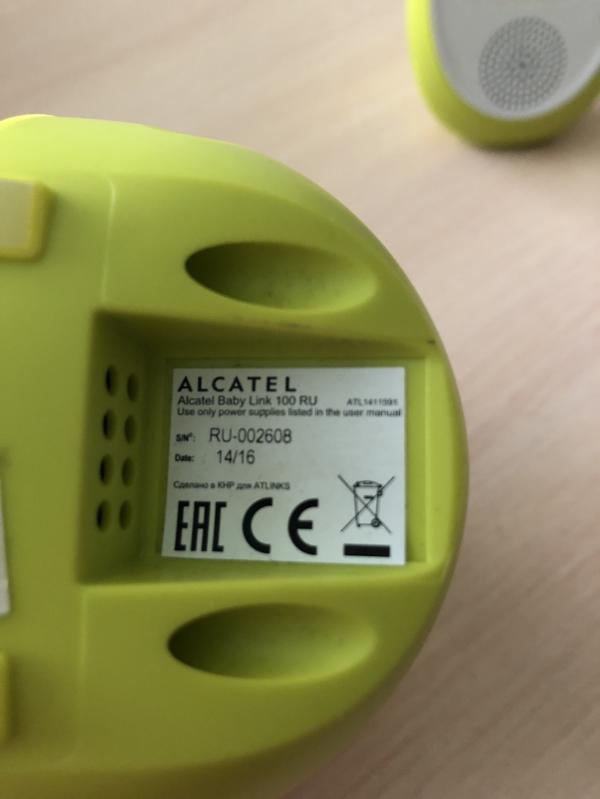 ALCATEL
Alcatel Baby Link 100 RU
Use only power supplies listed in the user manual
S/N°: RU-002608
Date: 14/16
Сделано в КНР для ATLINKS
EAC CE